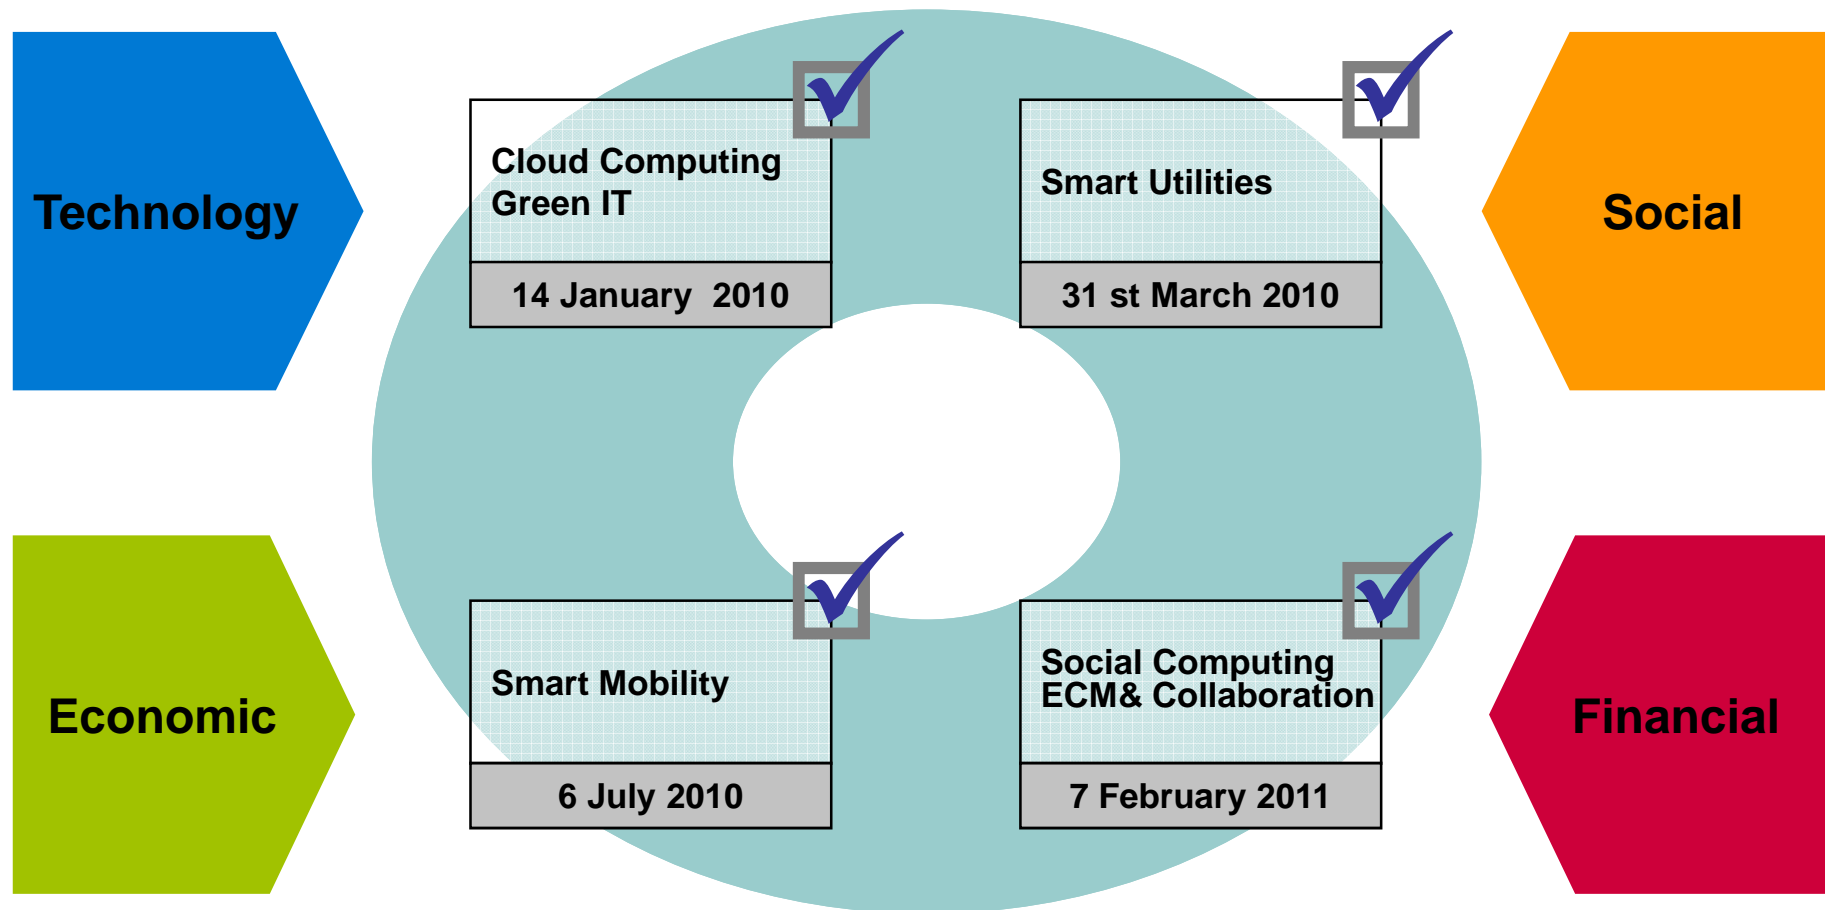 Technology
Cloud Computing
Green IT
14 January  2010
Smart Utilities
31 st March 2010
Social
Economic
Smart Mobility
6 July 2010
Social Computing
ECM& Collaboration
7 February 2011
Financial